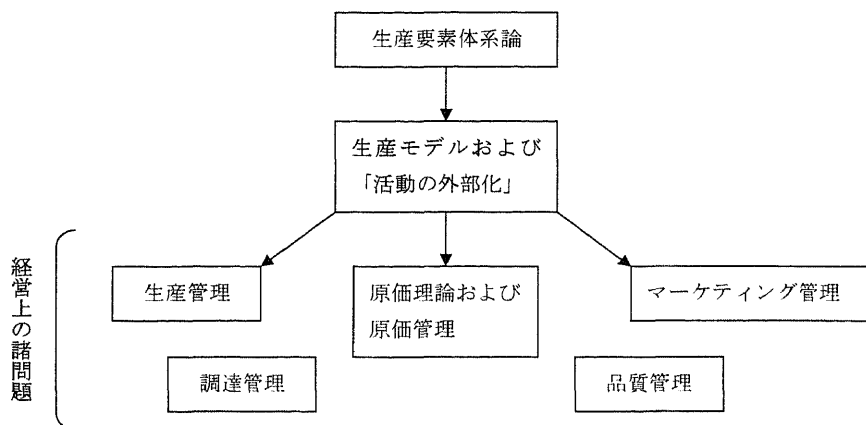 生産要素体系論
生産モデルおよび
「活動の外部化」
経営上の諸問題
生産管理
原価理論および
原価管理
マーケティング管理
調達管理
品質管理